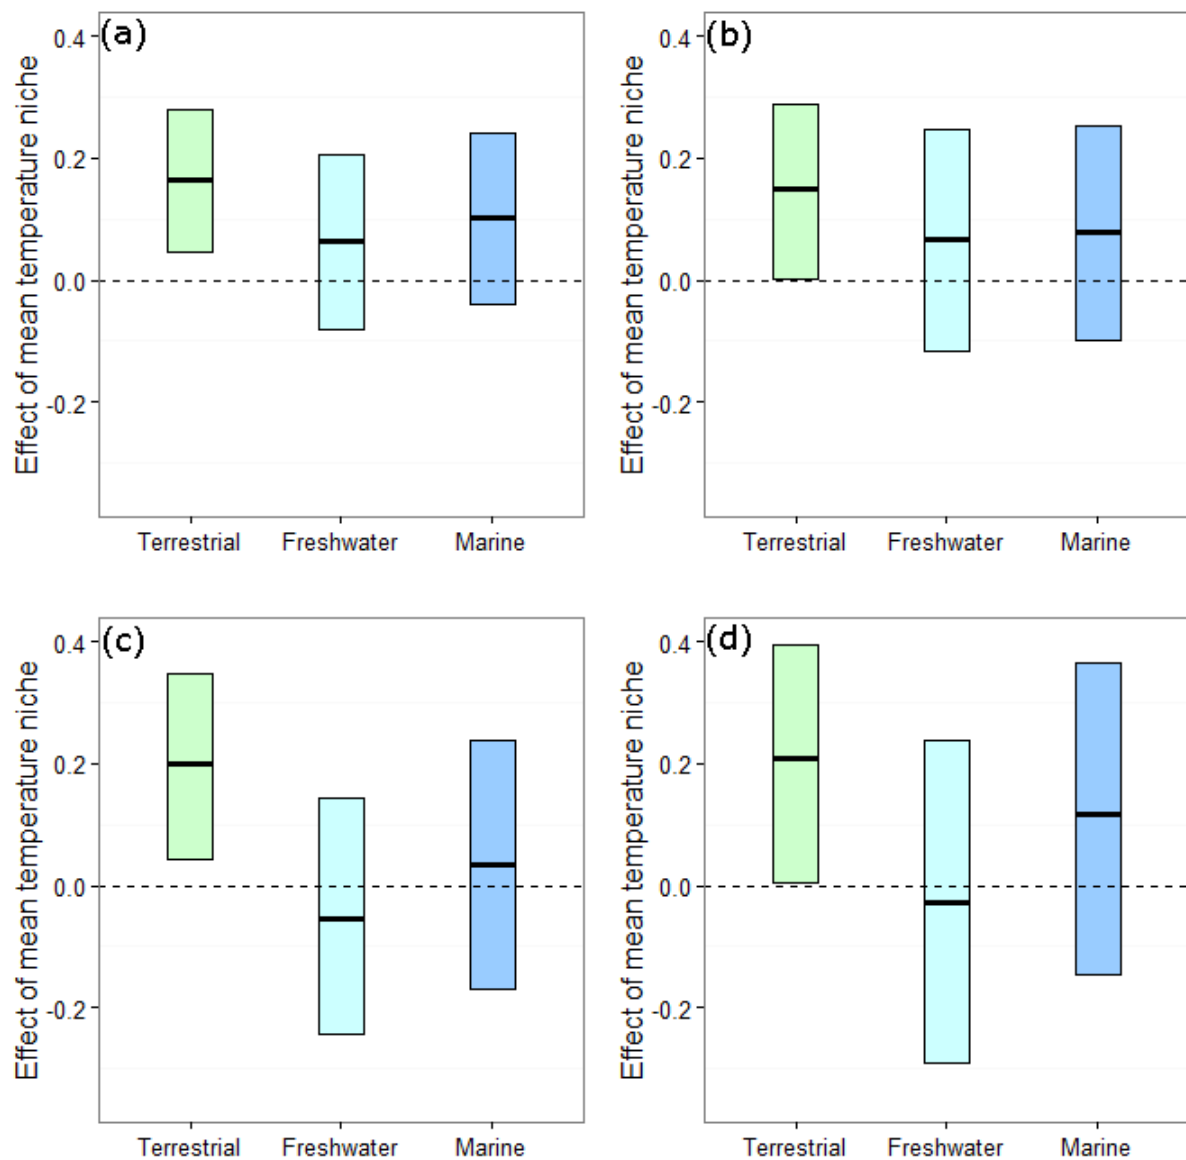 (a)
Effect of mean temperature niche
0.4
0.2
0.0
-0.2
Terrestrial Freshwater Marine
(b)
Effect of mean temperature niche
0.4
0.2
0.0
-0.2
Terrestrial Freshwater Marine
(c)
Effect of mean temperature niche
0.4
0.2
0.0
-0.2
Terrestrial Freshwater Marine
(d)
Effect of mean temperature niche
0.4
0.2
0.0
-0.2
Terrestrial Freshwater Marine